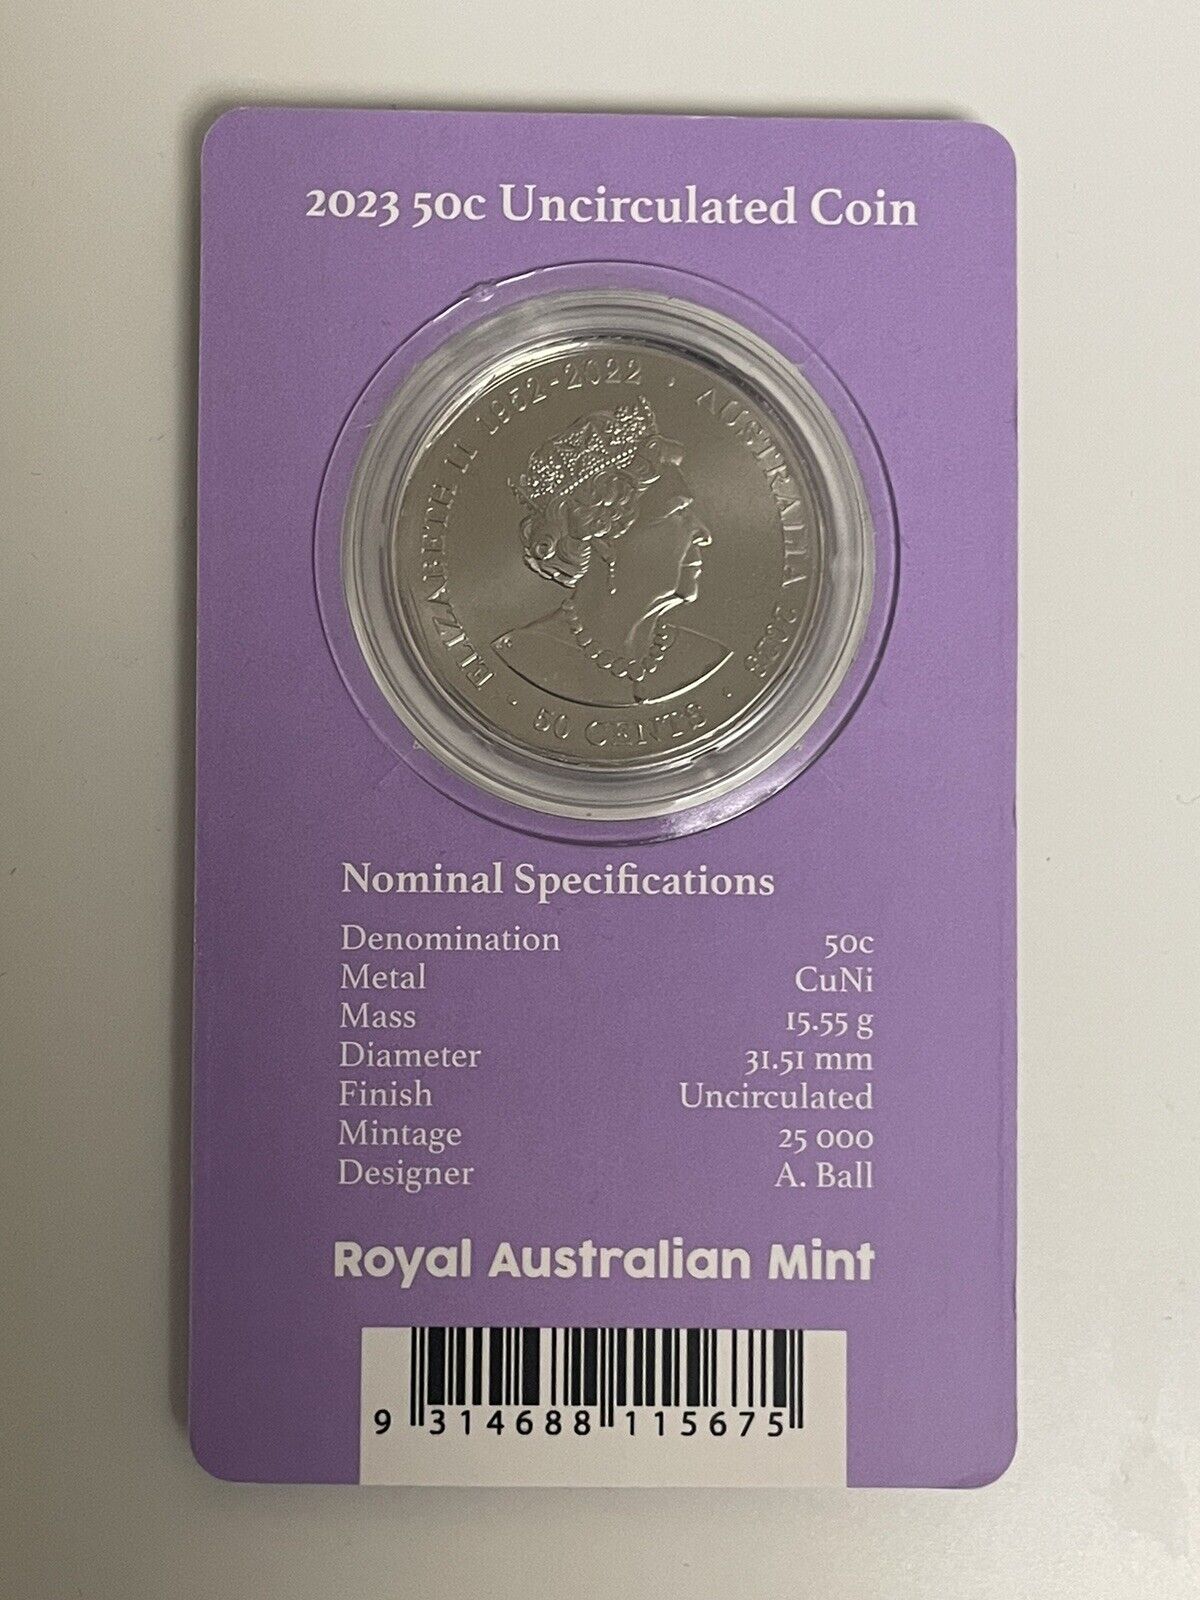 2023 50c Uncirculated Coin
ELIZABETH II 1952-2022 · AUSTRALIA 2023
· 50 CENTS ·
Nominal Specifications
Denomination 50c
Metal CuNi
Mass 15.55 g
Diameter 31.51 mm
Finish Uncirculated
Mintage 25 000
Designer A. Ball
Royal Australian Mint
9 314688 115675